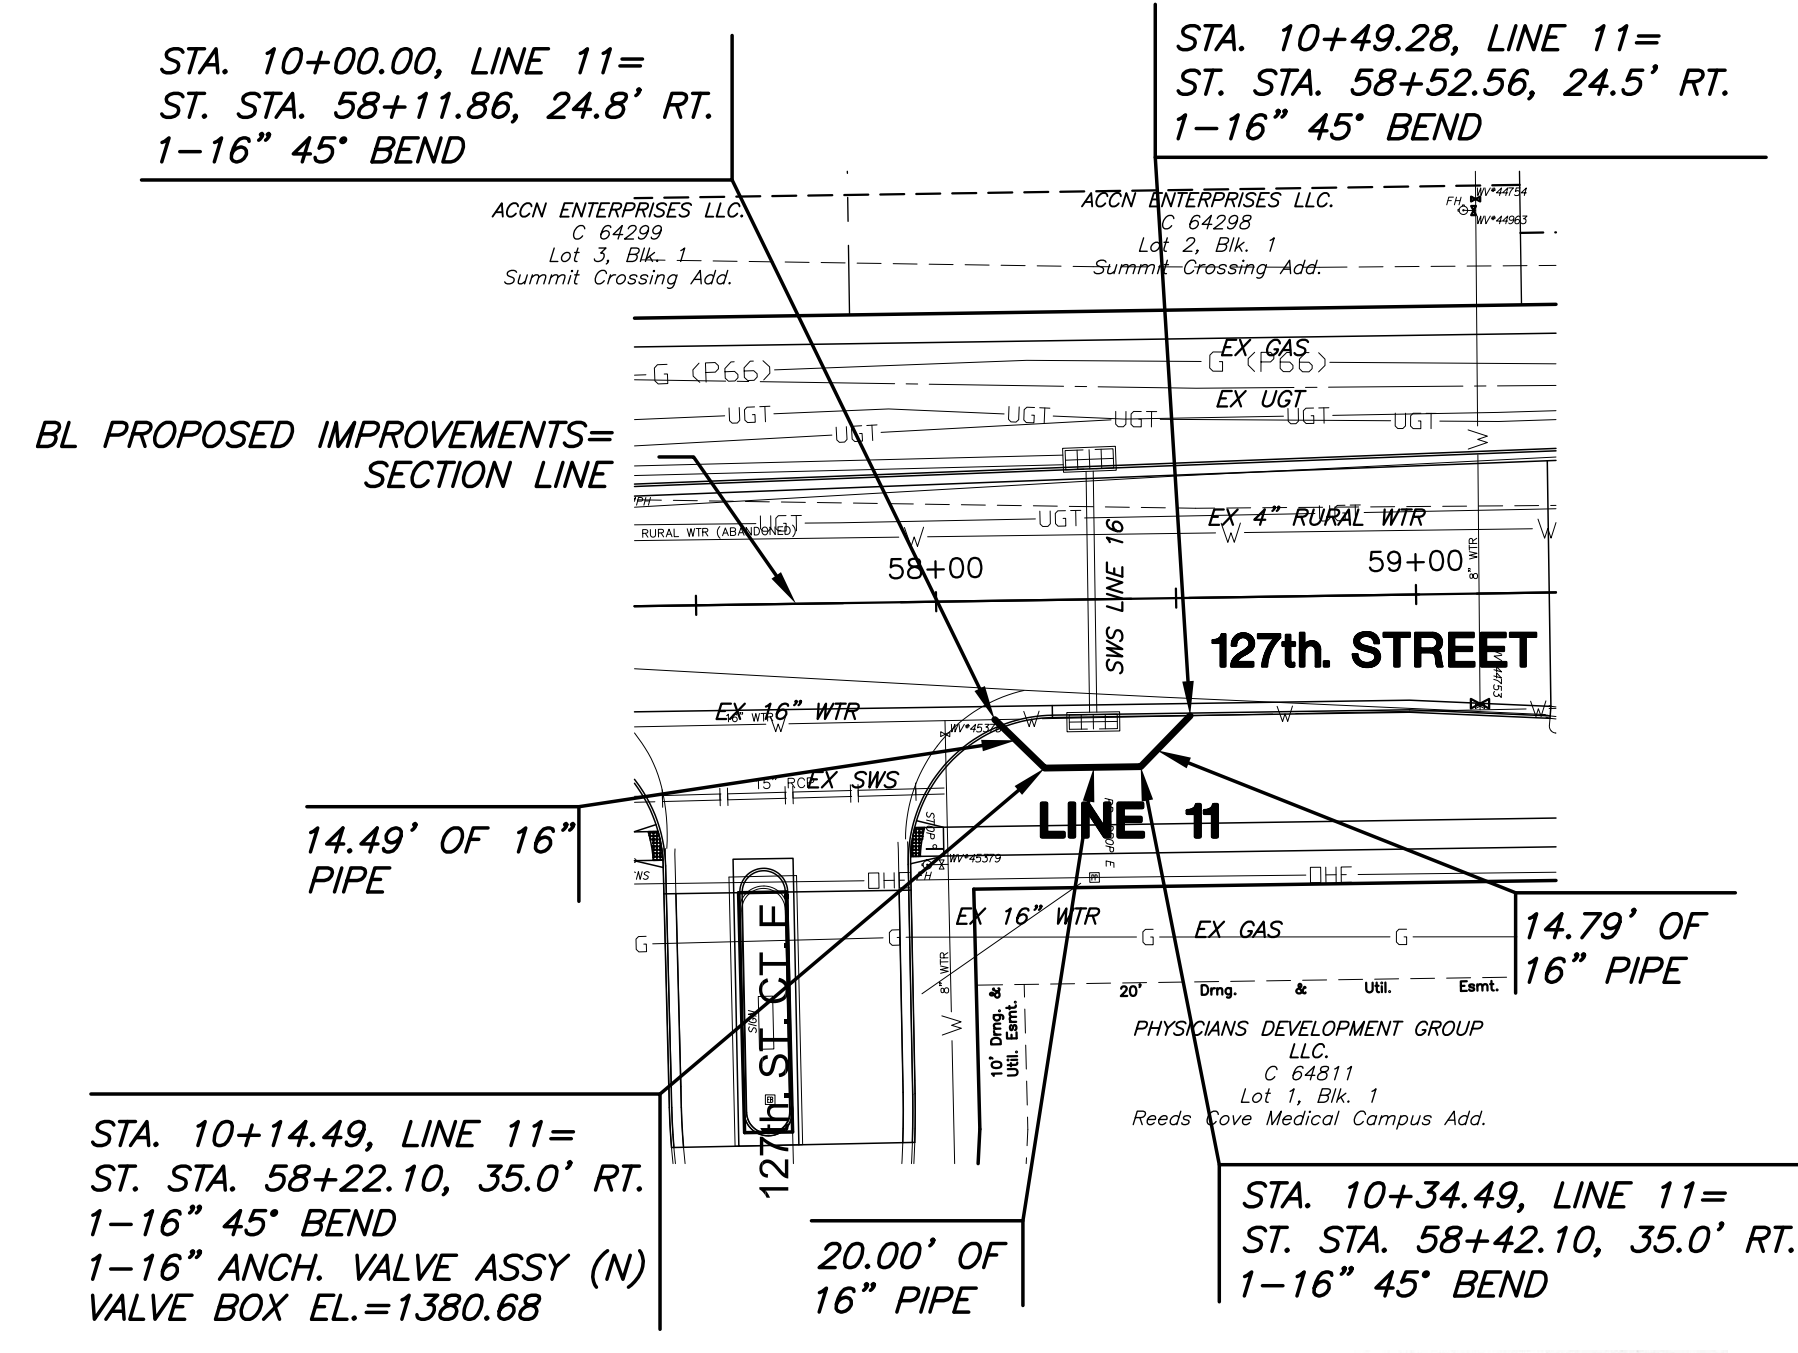 STA. 10+00.00, LINE 11=
ST. STA. 58+11.86, 24.8' RT.
1-16" 45° BEND
STA. 10+49.28, LINE 11=
ST. STA. 58+52.56, 24.5' RT.
1-16" 45° BEND
ACCN ENTERPRISES LLC.
C 64299
Lot 3, Blk. 1
Summit Crossing Add.
ACCN ENTERPRISES LLC.
C 64298
Lot 2, Blk. 1
Summit Crossing Add.
WV#44754
FH
WV#44963
EX GAS
G (P66)
G (P66)
EX UGT
UGT
UGT
UGT
UGT
UGT
UGT
BL PROPOSED IMPROVEMENTS=
SECTION LINE
W
PH
UGT
UGT
UGT
EX 4" RURAL WTR
RURAL WTR (ABANDONED)
W
W
W
58+00
59+00
8" WTR
SWS LINE 16
127th. STREET
WV#44753
EX 16" WTR
16" WTR
W
W
W
W
WV#45378
15" RCP
EX SWS
STOP
LINE 11
14.49' OF 16"
PIPE
WV#45379
FH
OHE
OHE
14.79' OF
16" PIPE
EX 16" WTR
EX GAS
G
G
G
G
8" WTR
W
20' Drng. & Util. Esmt.
10' Drng. &
Util. Esmt.
SIGN
127th. ST. CT. E
PHYSICIANS DEVELOPMENT GROUP
LLC.
C 64811
Lot 1, Blk. 1
Reeds Cove Medical Campus Add.
STA. 10+14.49, LINE 11=
ST. STA. 58+22.10, 35.0' RT.
1-16" 45° BEND
1-16" ANCH. VALVE ASSY (N)
VALVE BOX EL.=1380.68
20.00' OF
16" PIPE
STA. 10+34.49, LINE 11=
ST. STA. 58+42.10, 35.0' RT.
1-16" 45° BEND